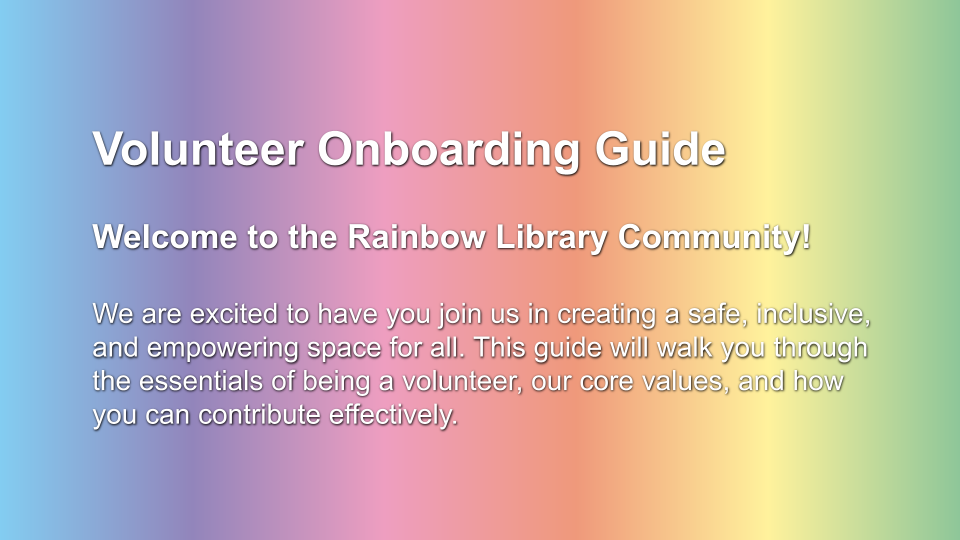 Volunteer Onboarding Guide
Welcome to the Rainbow Library Community!
We are excited to have you join us in creating a safe, inclusive,
and empowering space for all. This guide will walk you through
the essentials of being a volunteer, our core values, and how
you can contribute effectively.